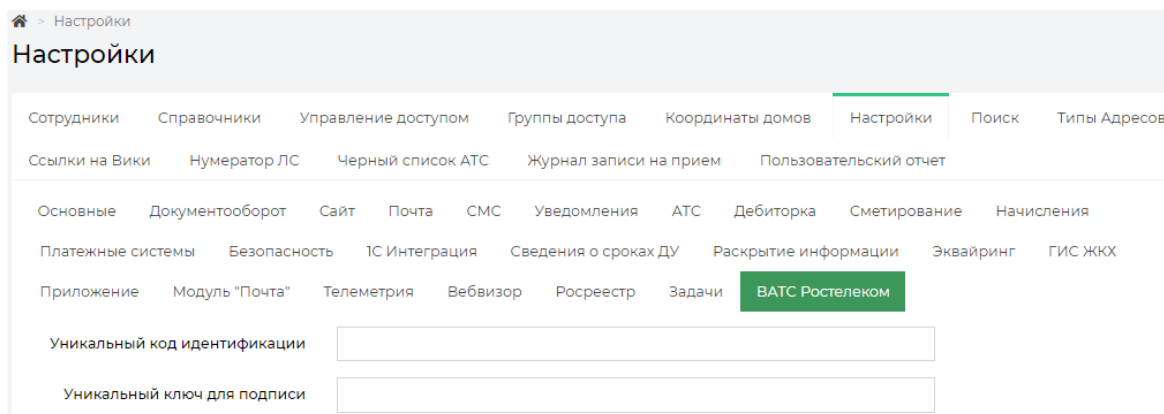 > Настройки
Настройки
Сотрудники Справочники Управление доступом Группы доступа Координаты домов Настройки Поиск Типы Адресов
Ссылки на Вики Нумератор ЛС Черный список АТС Журнал записи на прием Пользовательский отчет
Основные Документооборот Сайт Почта СМС Уведомления АТС Дебиторка Сметирование Начисления
Платежные системы Безопасность 1С Интеграция Сведения о сроках ДУ Раскрытие информации Эквайринг ГИС ЖКХ
Приложение Модуль "Почта" Телеметрия Вебвизор Росреестр Задачи ВАТС Ростелеком
Уникальный код идентификации
Уникальный ключ для подписи